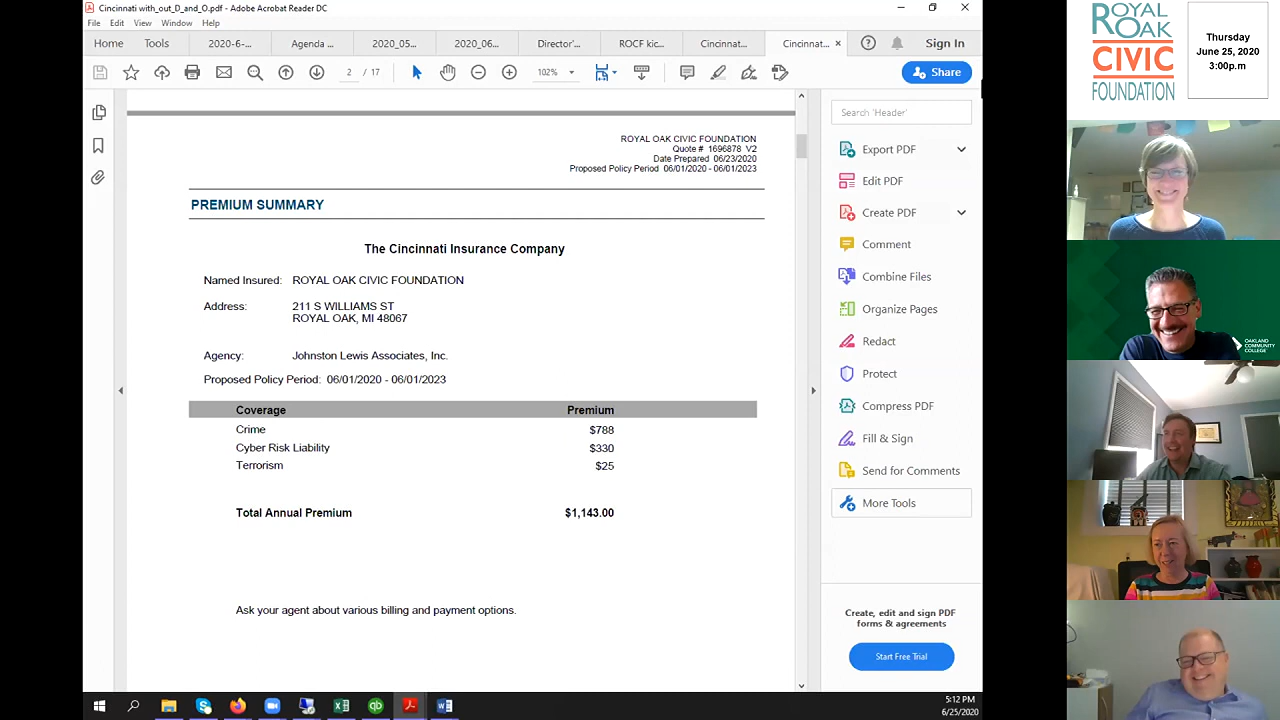 Cincinnati with_out_D_and_O.pdf - Adobe Acrobat Reader DC
File Edit View Window Help
Home Tools 2020-6-... Agenda ... 2020_05... 2020_06... Director'... ROCF kic... Cincinnat... Cincinnat... × Sign In
2 / 17 102% Share
ROYAL OAK CIVIC FOUNDATION
Quote # 1696878 V2
Date Prepared 06/23/2020
Proposed Policy Period 06/01/2020 - 06/01/2023
PREMIUM SUMMARY
The Cincinnati Insurance Company
Named Insured: ROYAL OAK CIVIC FOUNDATION
Address: 211 S WILLIAMS ST
ROYAL OAK, MI 48067
Agency: Johnston Lewis Associates, Inc.
Proposed Policy Period: 06/01/2020 - 06/01/2023
Coverage Premium
Crime $788
Cyber Risk Liability $330
Terrorism $25
Total Annual Premium $1,143.00
Ask your agent about various billing and payment options.
Search 'Header'
Export PDF
Edit PDF
Create PDF
Comment
Combine Files
Organize Pages
Redact
Protect
Compress PDF
Fill & Sign
Send for Comments
More Tools
Create, edit and sign PDF
forms & agreements
Start Free Trial
5:12 PM
6/25/2020
ROYAL
OAK
CIVIC
FOUNDATION
Thursday
June 25, 2020
3:00p.m
OAKLAND
COMMUNITY
COLLEGE